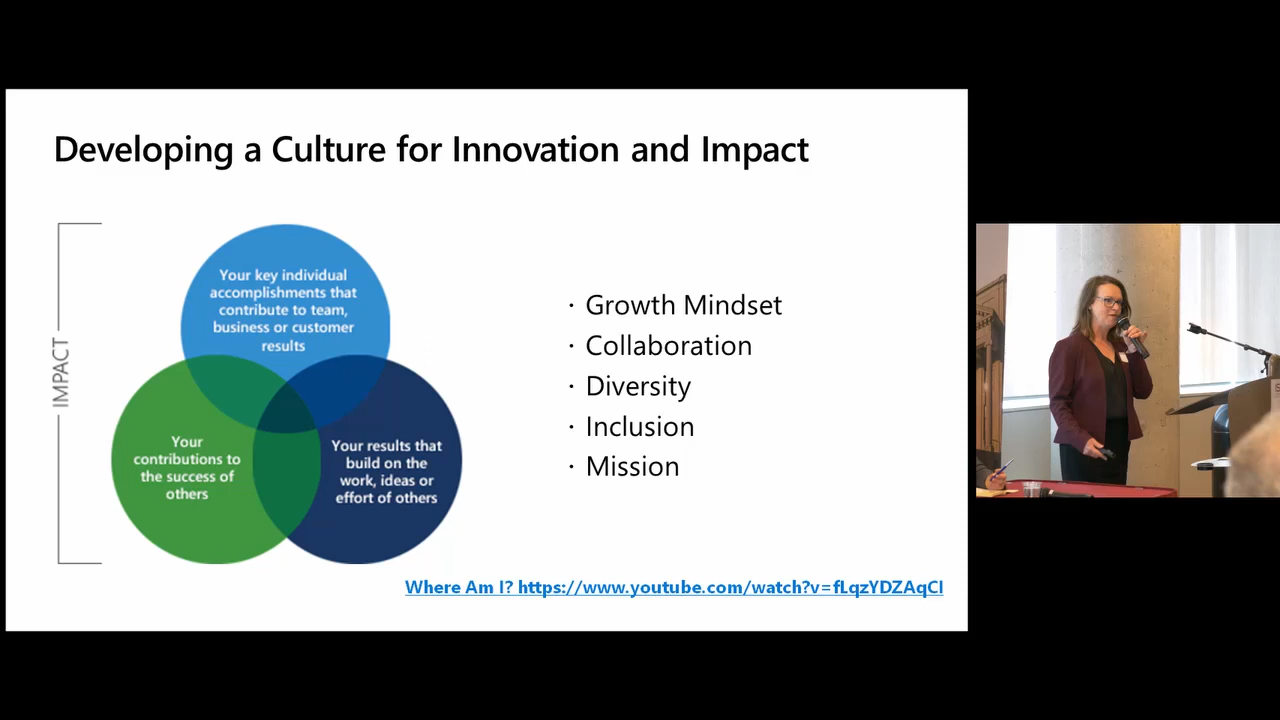 Developing a Culture for Innovation and Impact
IMPACT
Your key individual
accomplishments that
contribute to team,
business or customer
results
Your
contributions to
the success of
others
Your results that
build on the
work, ideas or
effort of others
· Growth Mindset
· Collaboration
· Diversity
· Inclusion
· Mission
Where Am I? https://www.youtube.com/watch?v=fLqzYDZAqCI